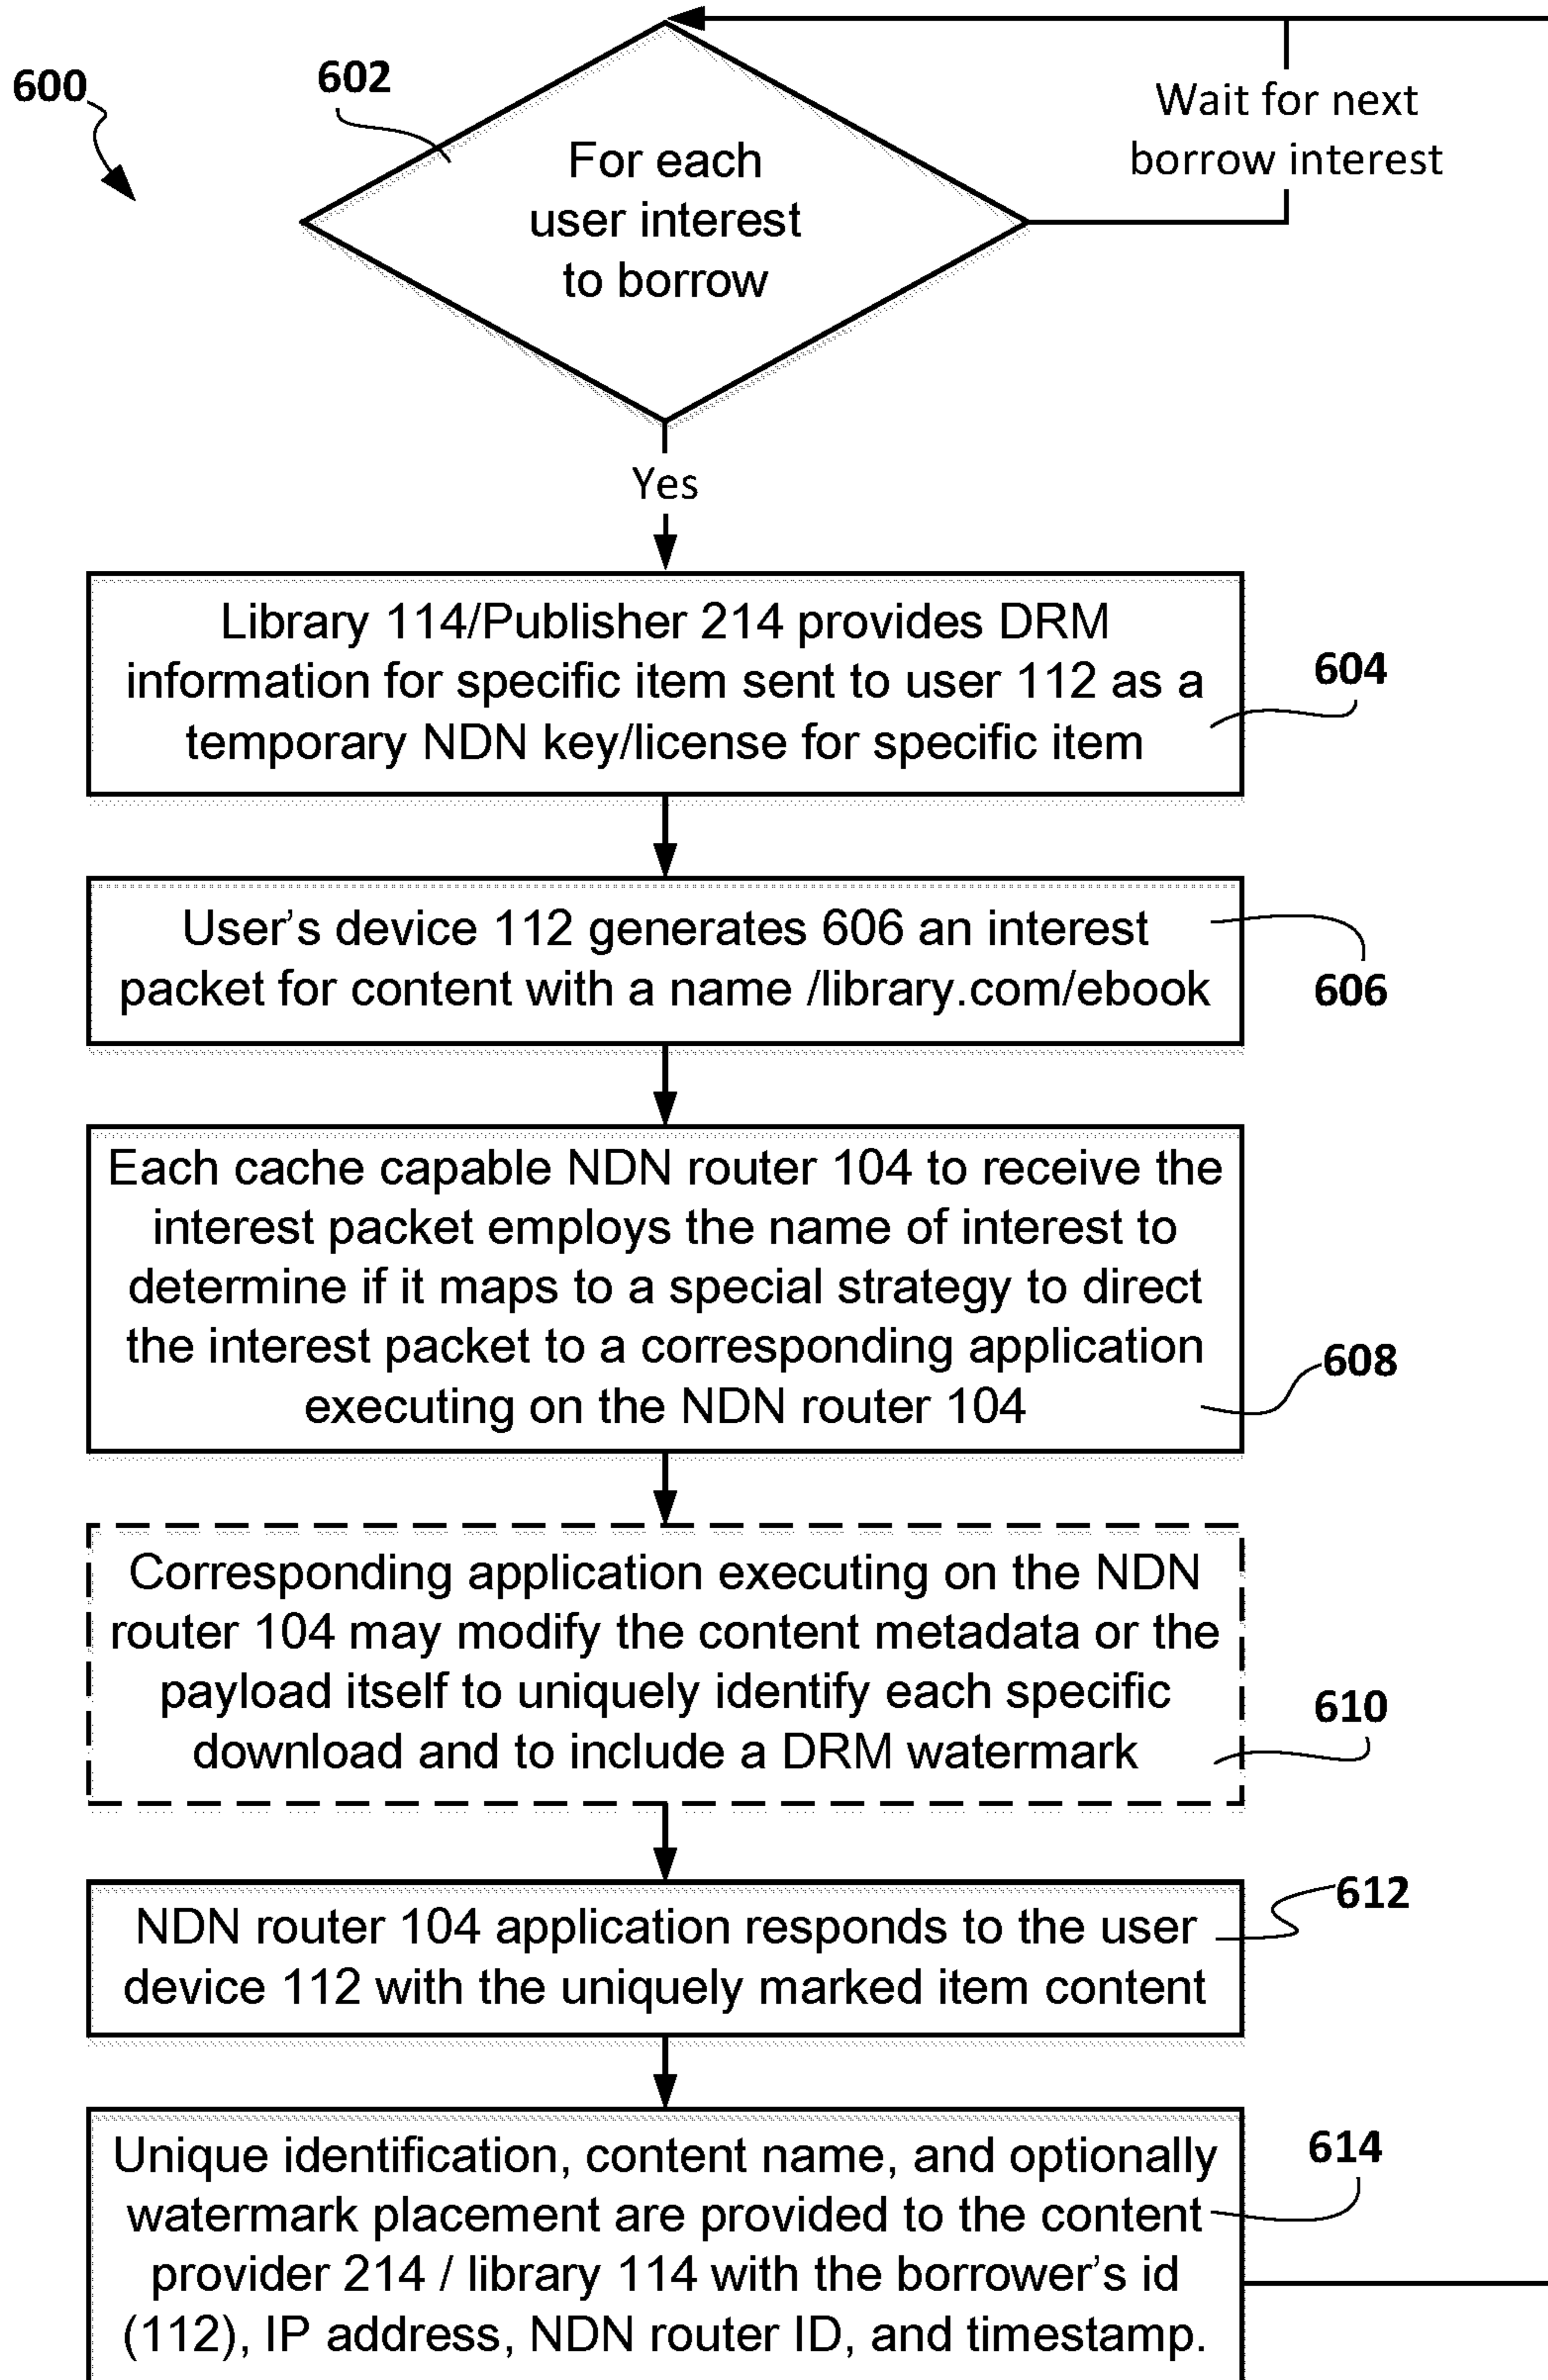 600
602
For each
user interest
to borrow
Wait for next
borrow interest
Yes
Library 114/Publisher 214 provides DRM
information for specific item sent to user 112 as a
temporary NDN key/license for specific item
604
User’s device 112 generates 606 an interest
packet for content with a name /library.com/ebook
606
Each cache capable NDN router 104 to receive the
interest packet employs the name of interest to
determine if it maps to a special strategy to direct
the interest packet to a corresponding application
executing on the NDN router 104
608
Corresponding application executing on the NDN
router 104 may modify the content metadata or the
payload itself to uniquely identify each specific
download and to include a DRM watermark
610
NDN router 104 application responds to the user
device 112 with the uniquely marked item content
612
Unique identification, content name, and optionally
watermark placement are provided to the content
provider 214 / library 114 with the borrower’s id
(112), IP address, NDN router ID, and timestamp.
614